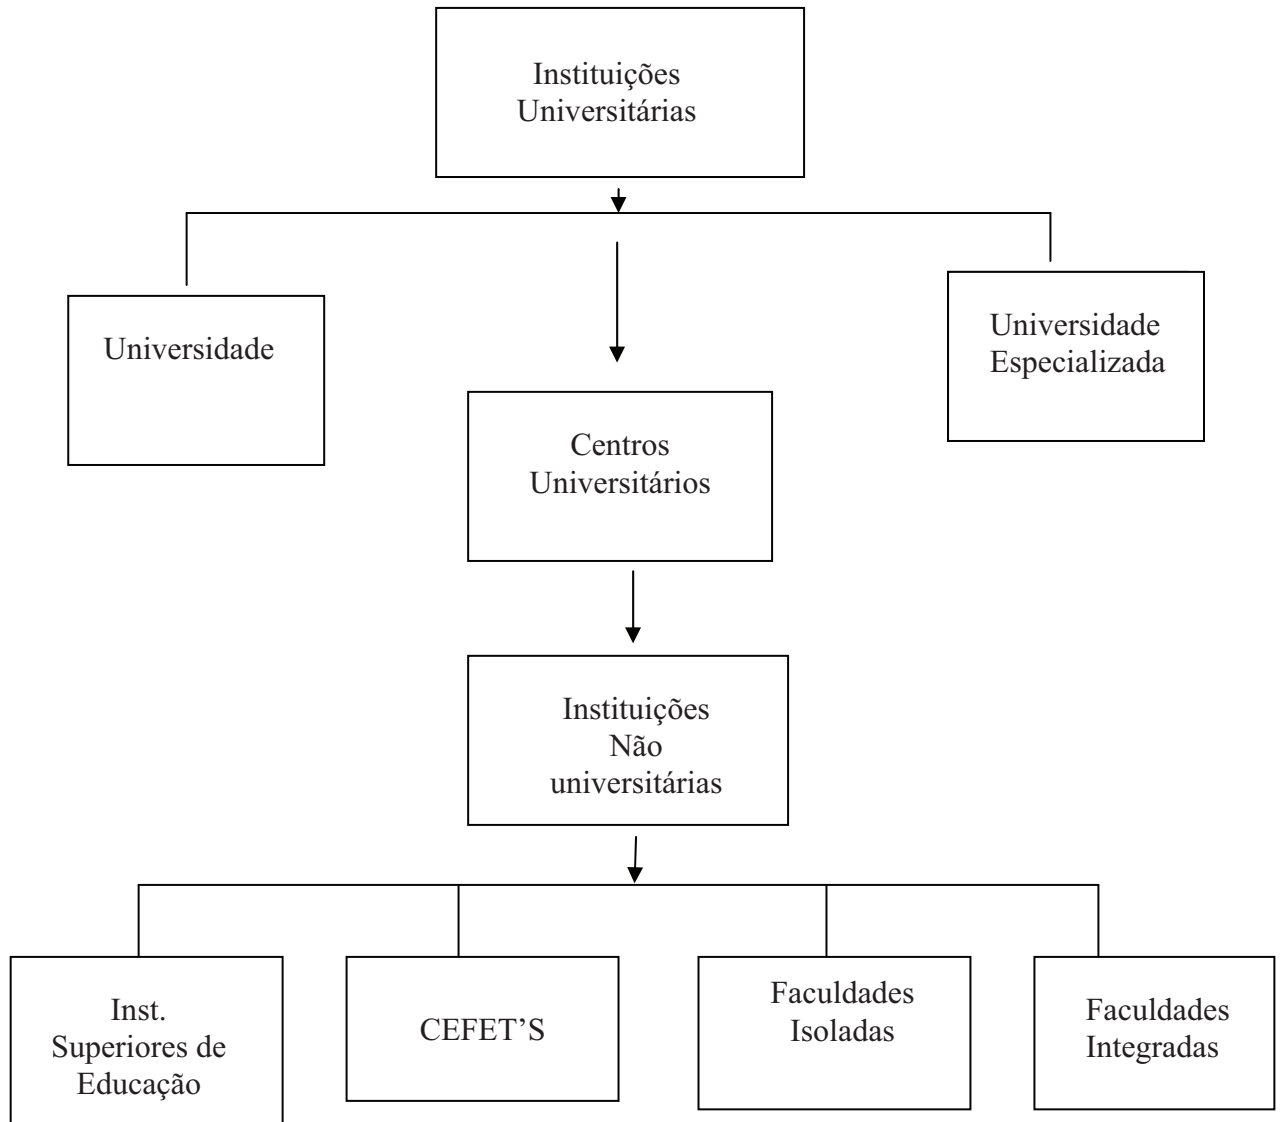 Instituições
Universitárias
Universidade
Universidade
Especializada
Centros
Universitários
Instituições
Não
universitárias
Inst.
Superiores de
Educação
CEFET’S
Faculdades
Isoladas
Faculdades
Integradas